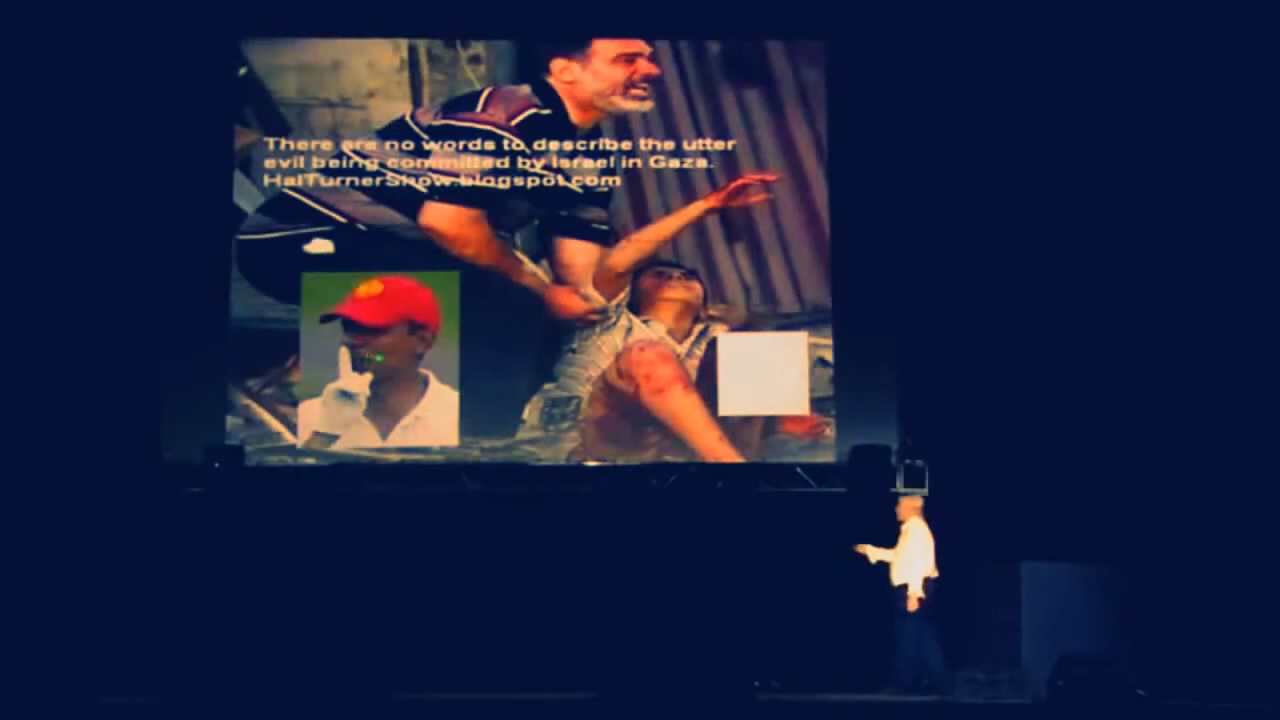 There are no words to describe the utter
evil being committed by Israel in Gaza.
HalTurnerShow.blogspot.com